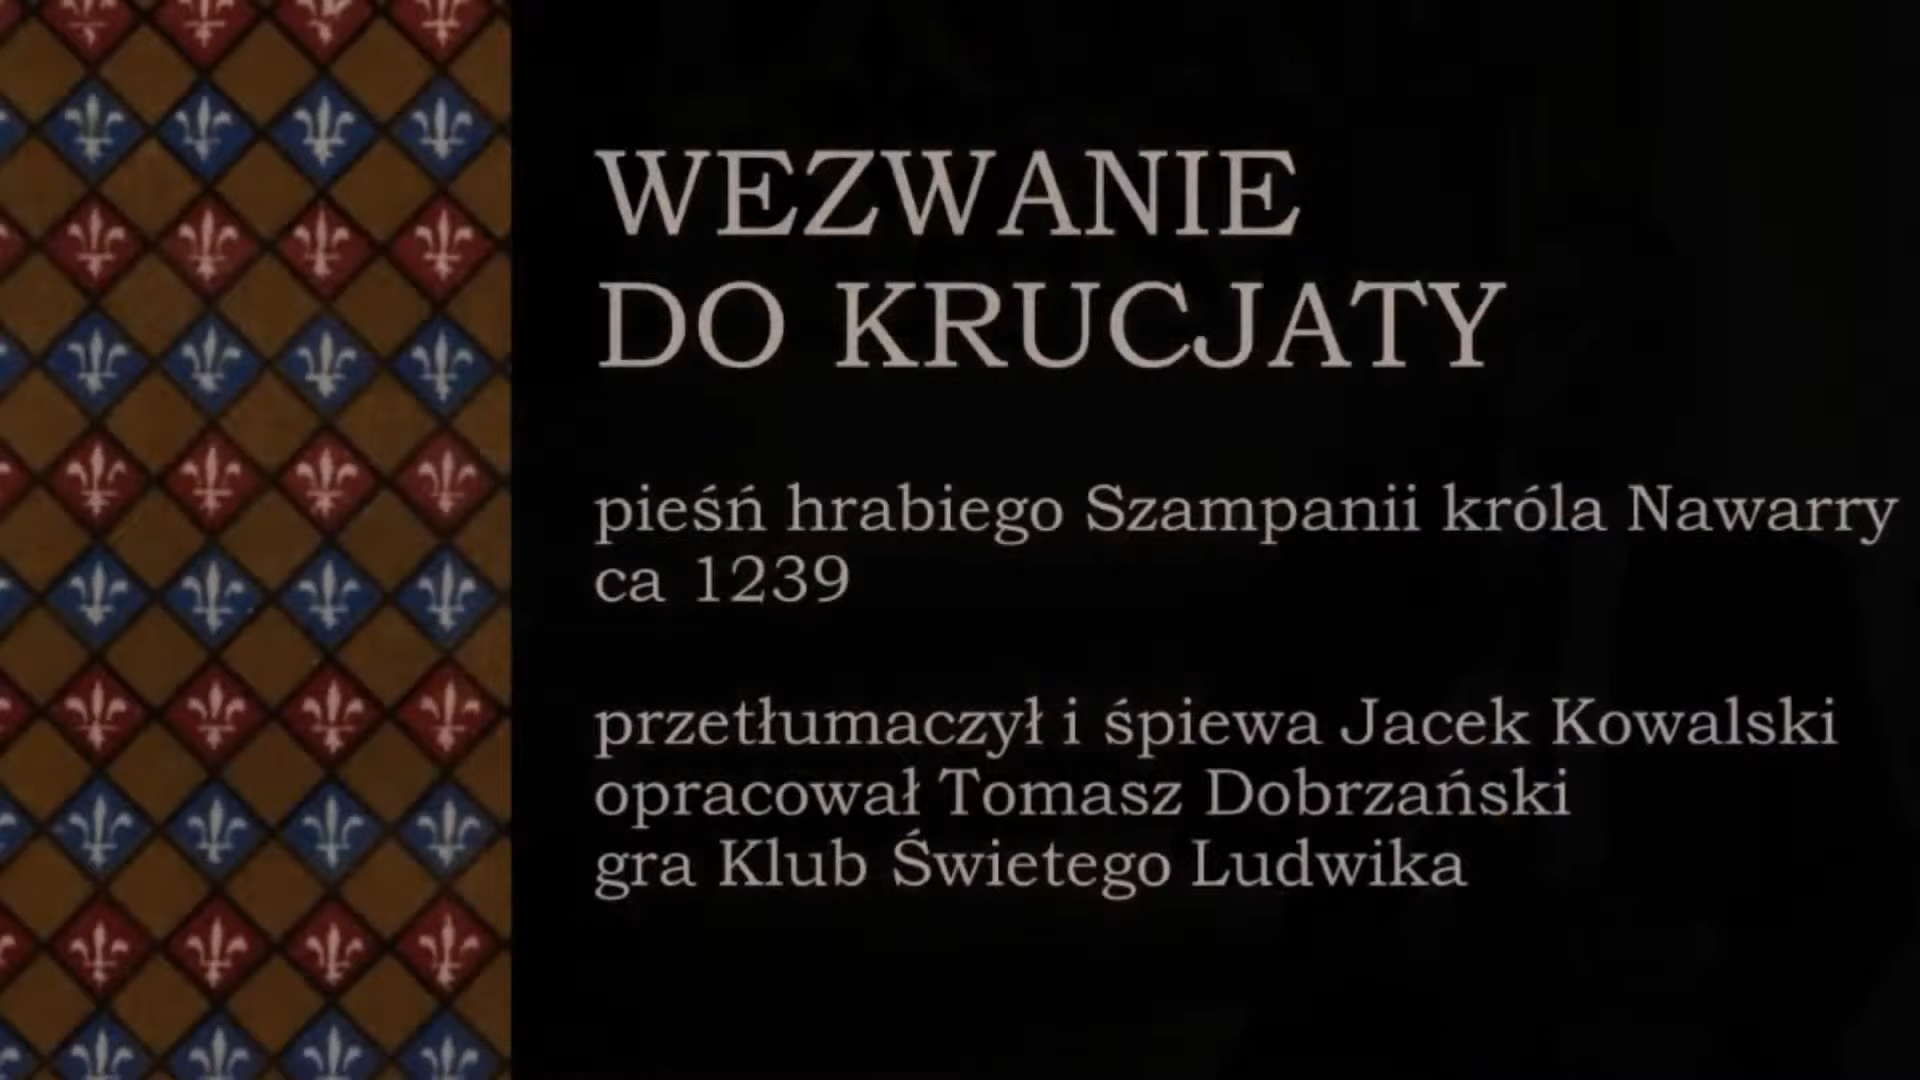 WEZWANIE
DO KRUCJATY
pieśń hrabiego Szampanii króla Nawarry
ca 1239
przetłumaczył i śpiewa Jacek Kowalski
opracował Tomasz Dobrzański
gra Klub Świetego Ludwika